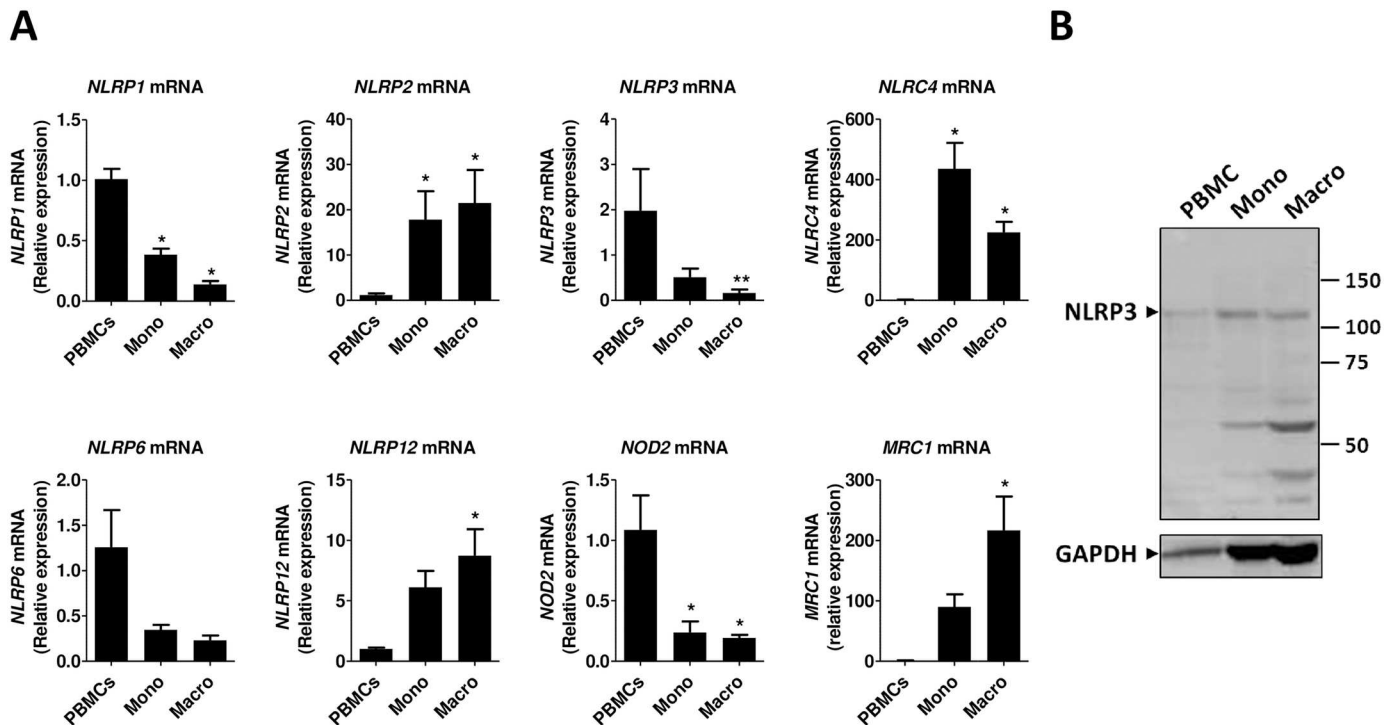 A
B
NLRP1 mRNA
NLRP1 mRNA
(Relative expression)
1.5
1.0
0.5
0.0
*
*
PBMCs
Mono
Macro
NLRP2 mRNA
NLRP2 mRNA
(Relative expression)
40
30
20
10
0
*
*
PBMCs
Mono
Macro
NLRP3 mRNA
NLRP3 mRNA
(Relative expression)
4
3
2
1
0
**
PBMCs
Mono
Macro
NLRC4 mRNA
NLRC4 mRNA
(Relative expression)
600
400
200
0
*
*
PBMCs
Mono
Macro
NLRP6 mRNA
NLRP6 mRNA
(Relative expression)
2.0
1.5
1.0
0.5
0.0
PBMCs
Mono
Macro
NLRP12 mRNA
NLRP12 mRNA
(Relative expression)
15
10
5
0
*
PBMCs
Mono
Macro
NOD2 mRNA
NOD2 mRNA
(Relative expression)
1.5
1.0
0.5
0.0
*
*
PBMCs
Mono
Macro
MRC1 mRNA
MRC1 mRNA
(relative expression)
300
200
100
0
*
PBMCs
Mono
Macro
PBMC
Mono
Macro
NLRP3
150
100
75
50
GAPDH